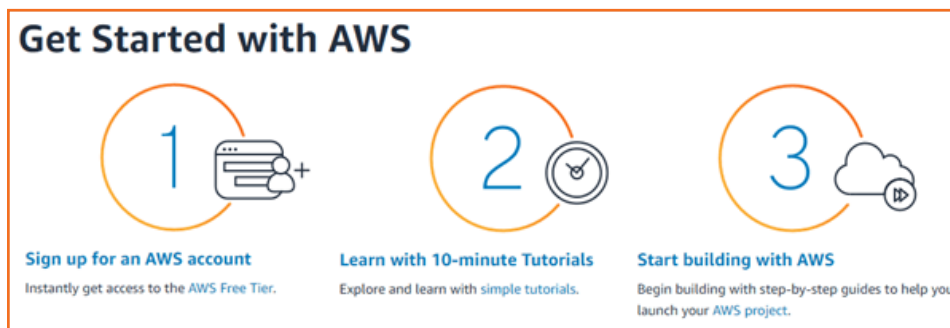 Get Started with AWS
1
2
3
Sign up for an AWS account
Instantly get access to the AWS Free Tier.
Learn with 10-minute Tutorials
Explore and learn with simple tutorials.
Start building with AWS
Begin building with step-by-step guides to help you
launch your AWS project.